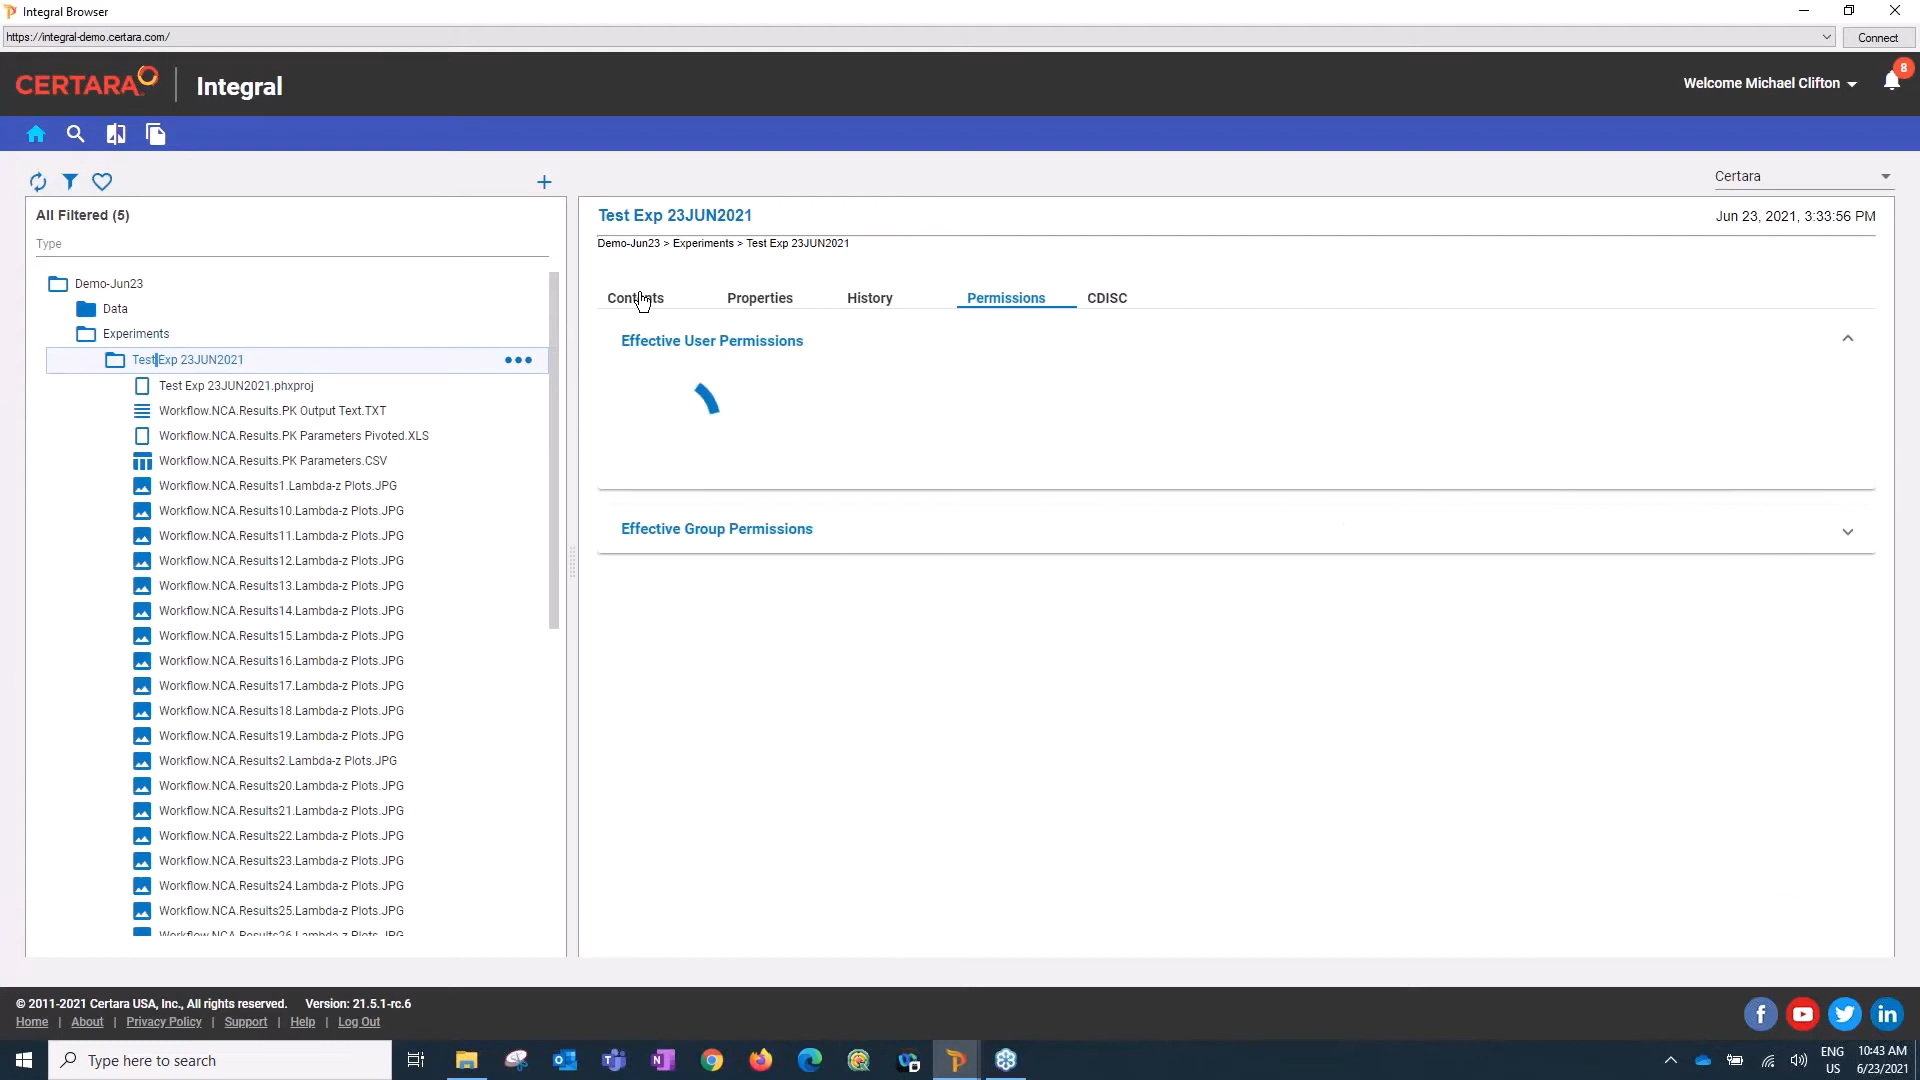 Integral Browser
https://integral-demo.certara.com/
Connect
CERTARA
Integral
Welcome Michael Clifton
8
Certara
All Filtered (5)
Type
Demo-Jun23
Data
Experiments
Test Exp 23JUN2021
Test Exp 23JUN2021.phxproj
Workflow.NCA.Results.PK Output Text.TXT
Workflow.NCA.Results.PK Parameters Pivoted.XLS
Workflow.NCA.Results.PK Parameters.CSV
Workflow.NCA.Results1.Lambda-z Plots.JPG
Workflow.NCA.Results10.Lambda-z Plots.JPG
Workflow.NCA.Results11.Lambda-z Plots.JPG
Workflow.NCA.Results12.Lambda-z Plots.JPG
Workflow.NCA.Results13.Lambda-z Plots.JPG
Workflow.NCA.Results14.Lambda-z Plots.JPG
Workflow.NCA.Results15.Lambda-z Plots.JPG
Workflow.NCA.Results16.Lambda-z Plots.JPG
Workflow.NCA.Results17.Lambda-z Plots.JPG
Workflow.NCA.Results18.Lambda-z Plots.JPG
Workflow.NCA.Results19.Lambda-z Plots.JPG
Workflow.NCA.Results2.Lambda-z Plots.JPG
Workflow.NCA.Results20.Lambda-z Plots.JPG
Workflow.NCA.Results21.Lambda-z Plots.JPG
Workflow.NCA.Results22.Lambda-z Plots.JPG
Workflow.NCA.Results23.Lambda-z Plots.JPG
Workflow.NCA.Results24.Lambda-z Plots.JPG
Workflow.NCA.Results25.Lambda-z Plots.JPG
Workflow.NCA.Results26.Lambda-z Plots.JPG
Test Exp 23JUN2021
Jun 23, 2021, 3:33:56 PM
Demo-Jun23 > Experiments > Test Exp 23JUN2021
Contents Properties History Permissions CDISC
Effective User Permissions
Effective Group Permissions
© 2011-2021 Certara USA, Inc., All rights reserved. Version: 21.5.1-rc.6
Home | About | Privacy Policy | Support | Help | Log Out
Type here to search
ENG
US
10:43 AM
6/23/2021